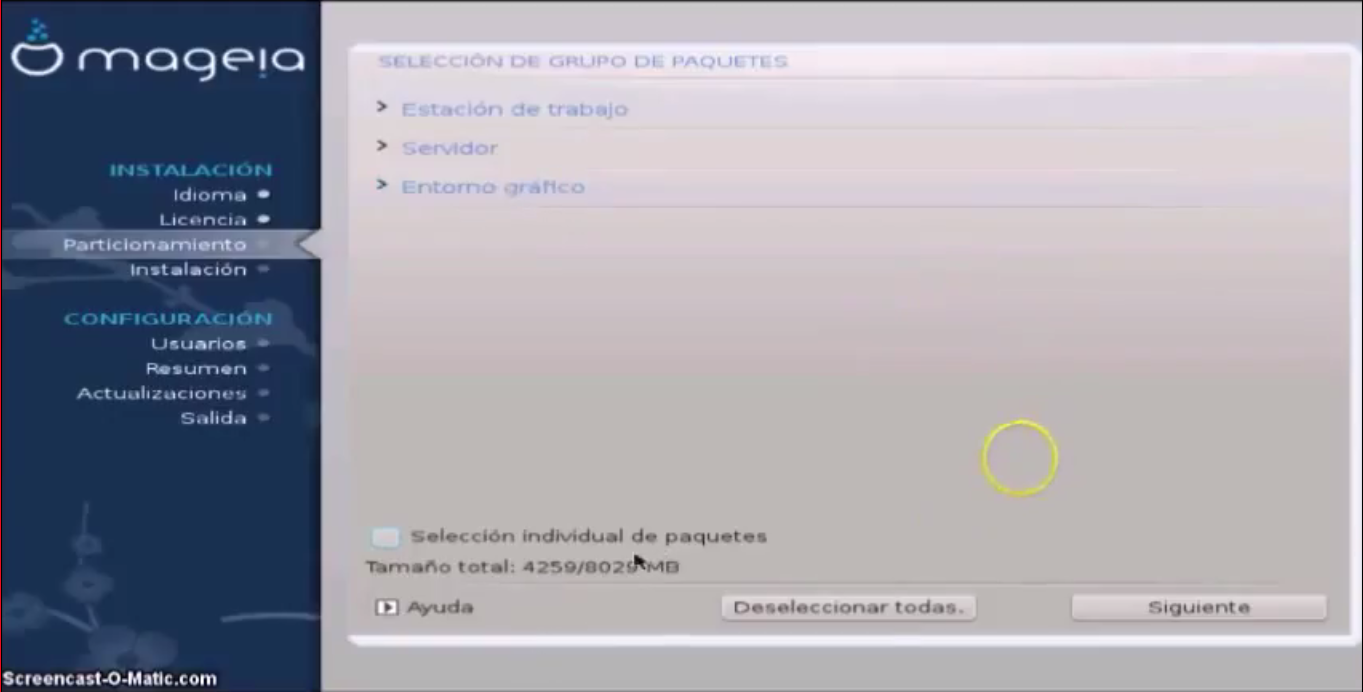 mageia
INSTALACIÓN
Idioma
Licencia
Particionamiento
Instalación
CONFIGURACIÓN
Usuarios
Resumen
Actualizaciones
Salida
SELECCIÓN DE GRUPO DE PAQUETES
Estación de trabajo
Servidor
Entorno gráfico
Selección individual de paquetes
Tamaño total: 4259/8029 MB
Ayuda
Deseleccionar todas.
Siguiente
Screencast-O-Matic.com